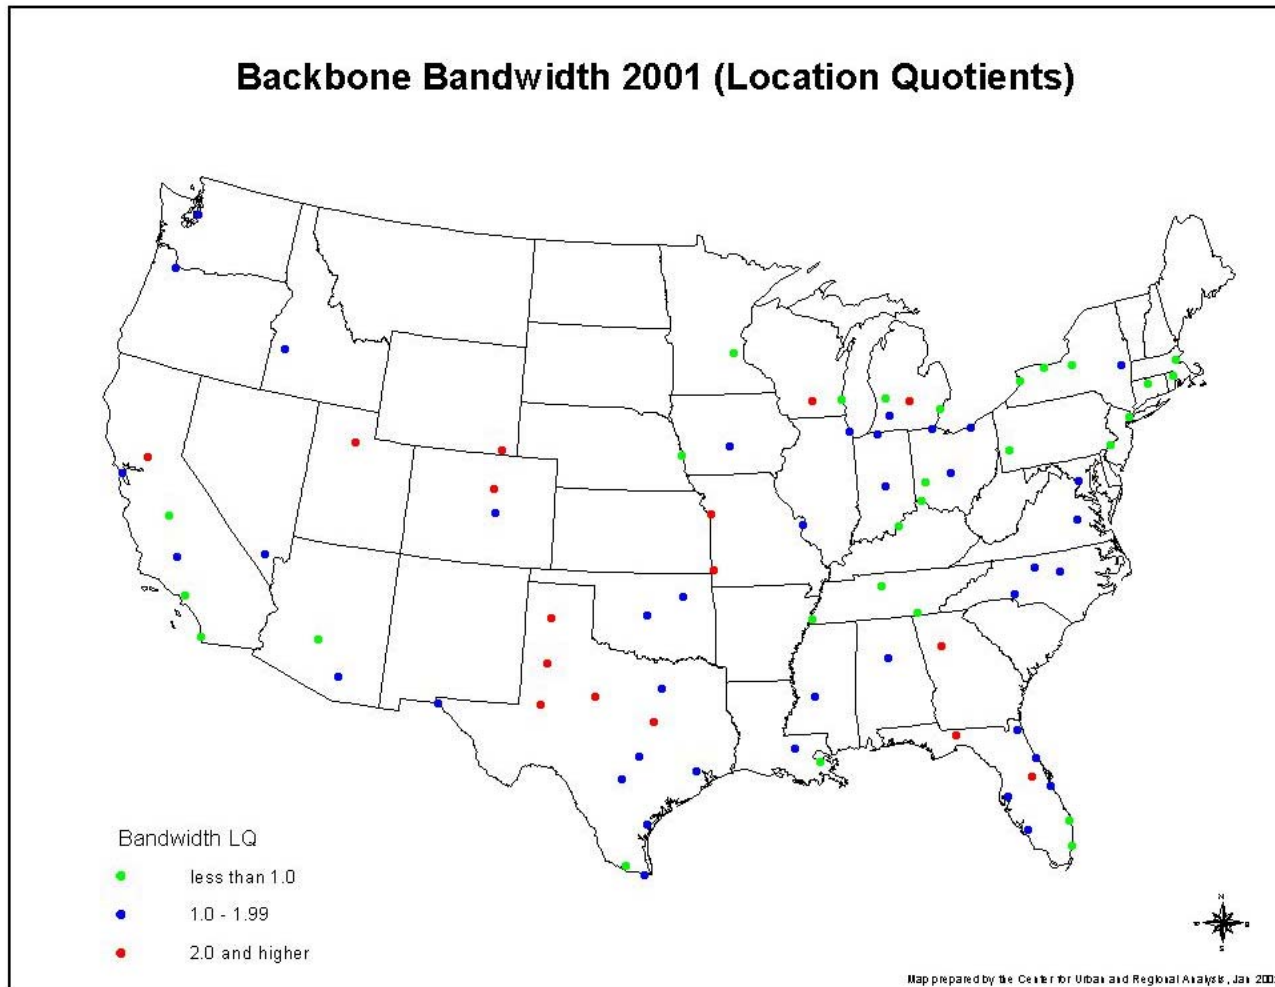 Backbone Bandwidth 2001 (Location Quotients)
Bandwidth LQ
less than 1.0
1.0 - 1.99
2.0 and higher
N
S
Map prepared by the Center for Urban and Regional Analysis, Jan